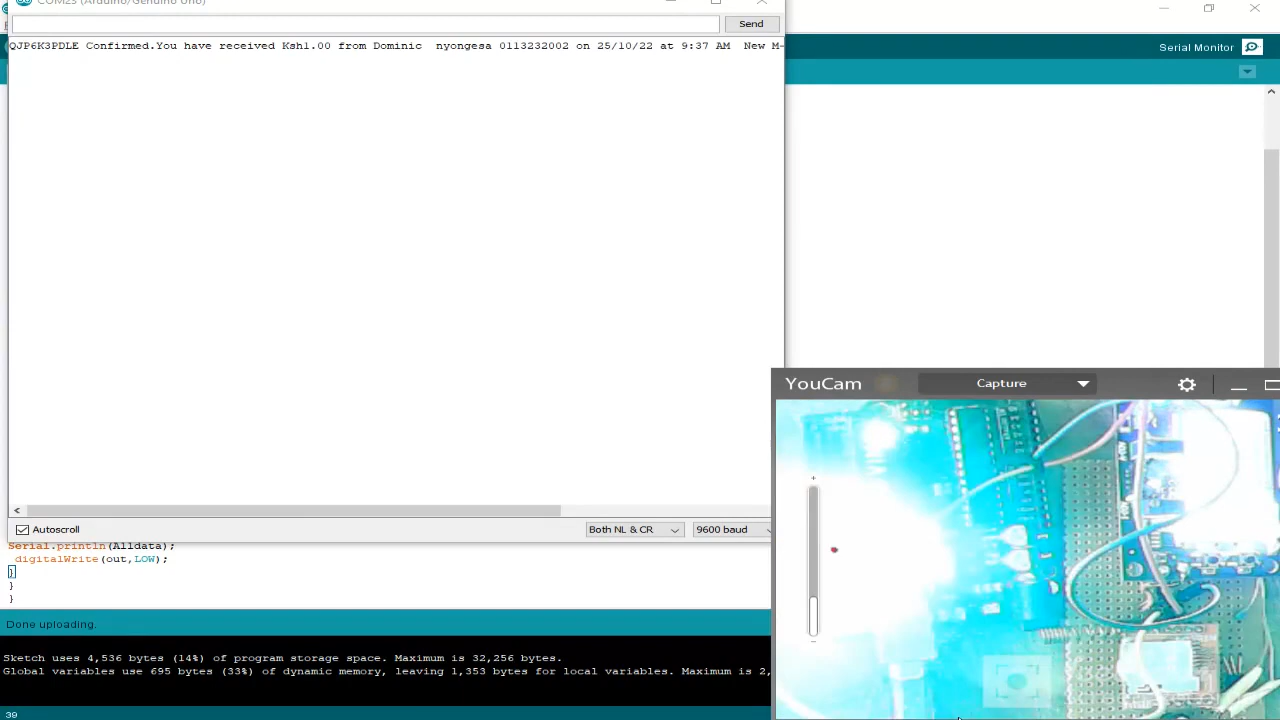 COM23 (Arduino/Genuino Uno)
Send
Serial Monitor
QJP6K3PDLE Confirmed.You have received Ksh1.00 from Dominic  nyongesa 0113232002 on 25/10/22 at 9:37 AM  New M-
YouCam
Capture
Autoscroll
Both NL & CR
9600 baud
Serial.println(Alldata);
digitalWrite(out,LOW);
}
}
}
Done uploading.
Sketch uses 4,536 bytes (14%) of program storage space. Maximum is 32,256 bytes.
Global variables use 695 bytes (33%) of dynamic memory, leaving 1,353 bytes for local variables. Maximum is 2,
39